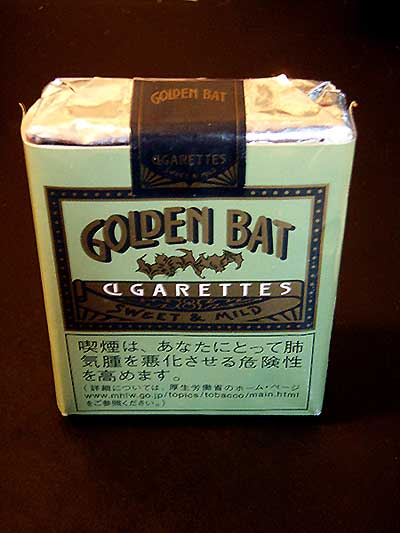 GOLDEN BAT
CIGARETTES
SWEET & MILD
GOLDEN BAT
CIGARETTES
SWEET & MILD
喫煙は、あなたにとって肺
気腫を悪化させる危険性
を高めます。
(詳細については、厚生労働省のホーム・ページ
www.mhlw.go.jp/topics/tobacco/main.html
をご参照ください。)